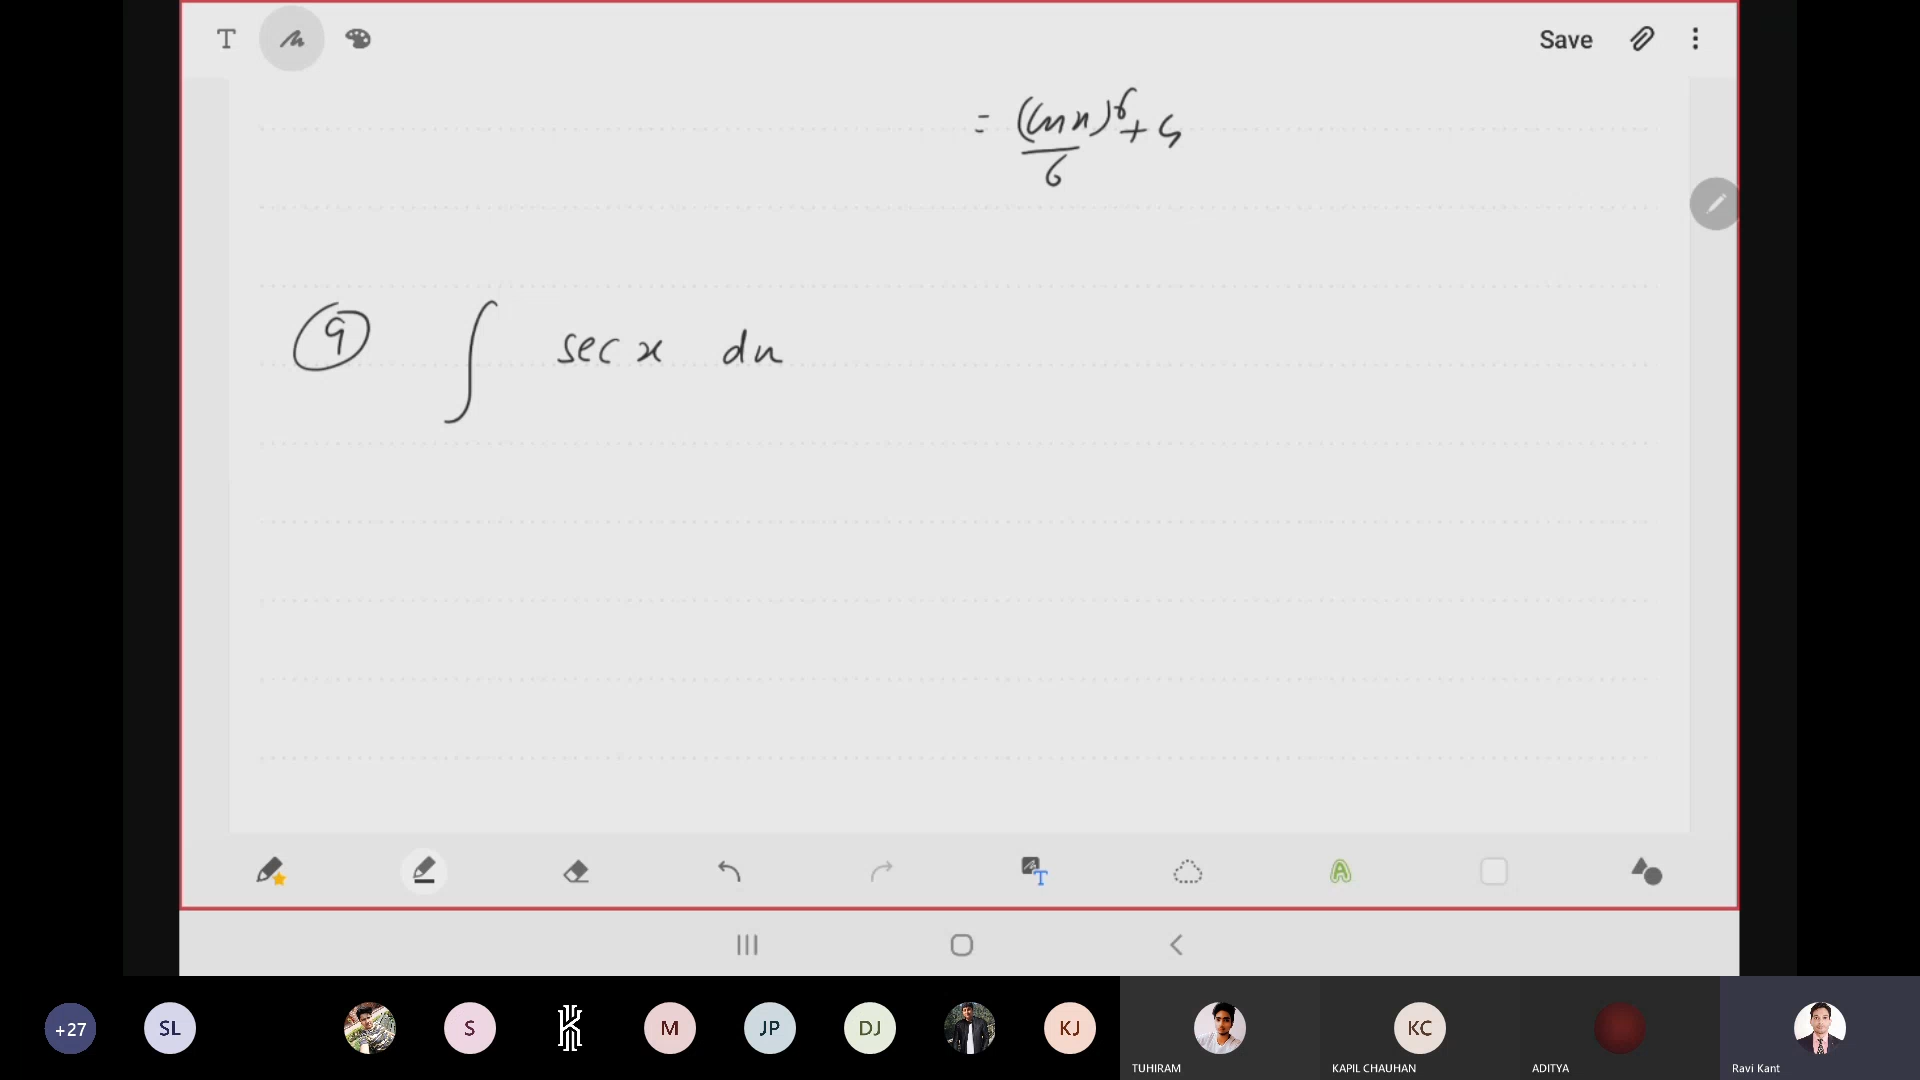 T Save
= (ln x)^6/6 + c
9 ∫ sec x dx
T
A
+27 SL S K M JP DJ KJ KC
TUHIRAM KAPIL CHAUHAN ADITYA Ravi Kant